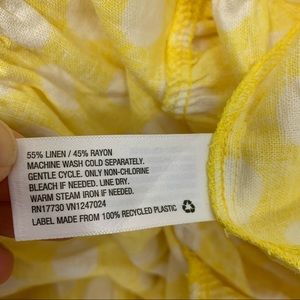 55% LINEN / 45% RAYON
MACHINE WASH COLD SEPARATELY.
GENTLE CYCLE. ONLY NON-CHLORINE
BLEACH IF NEEDED. LINE DRY.
WARM STEAM IRON IF NEEDED.
RN17730 VN1247024
LABEL MADE FROM 100% RECYCLED PLASTIC